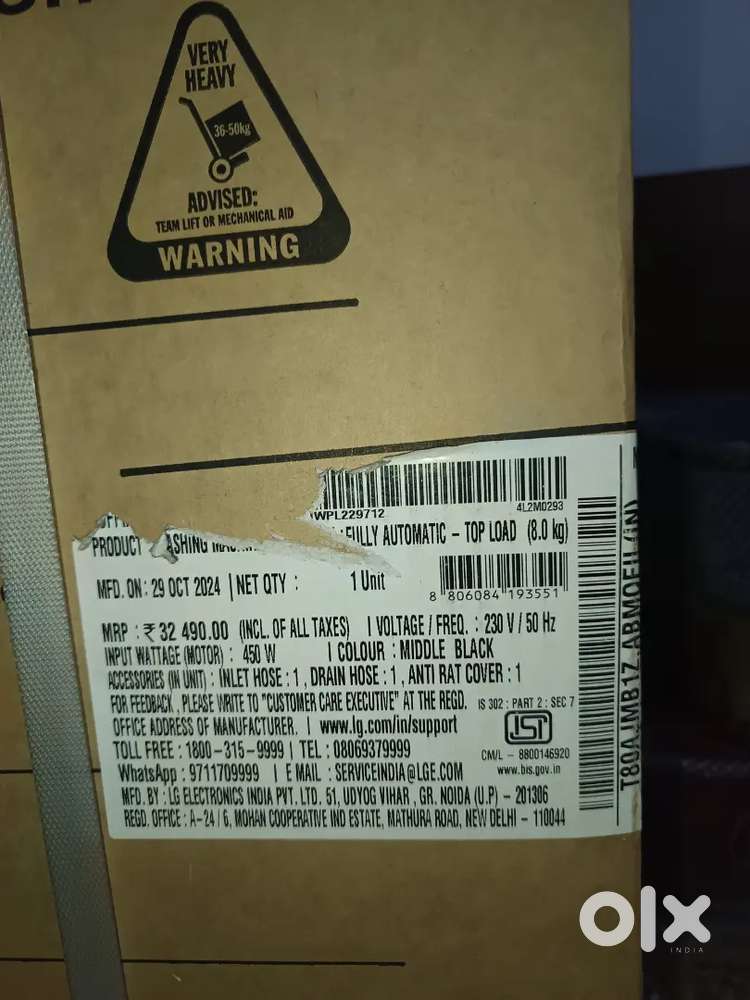 VERY
HEAVY
36-50kg
ADVISED:
TEAM LIFT OR MECHANICAL AID
WARNING
WPL229712
4L2M0293
PRODUCT ASHING FULLY AUTOMATIC - TOP LOAD (8.0 kg)
MFD. ON : 29 OCT 2024 | NET QTY : 1 Unit
8 806084 193551
MRP : ₹ 32 490.00 (INCL. OF ALL TAXES) | VOLTAGE / FREQ. : 230 V / 50 Hz
INPUT WATTAGE (MOTOR) : 450 W | COLOUR : MIDDLE BLACK
ACCESSORIES (IN UNIT) : INLET HOSE : 1 , DRAIN HOSE : 1 , ANTI RAT COVER : 1
FOR FEEDBACK , PLEASE WRITE TO "CUSTOMER CARE EXECUTIVE" AT THE REGD.
OFFICE ADDRESS OF MANUFACTURER. | www.lg.com/in/support
TOLL FREE : 1800-315-9999 | TEL : 08069379999
WhatsApp : 9711709999 | E MAIL : SERVICEINDIA@LGE.COM
MFD. BY : LG ELECTRONICS INDIA PVT. LTD. 51, UDYOG VIHAR , GR. NOIDA (U.P) - 201306
REGD. OFFICE : A-24 / 6, MOHAN COOPERATIVE IND ESTATE, MATHURA ROAD, NEW DELHI - 110044
IS 302 : PART 2 : SEC 7
ISI
CM/L - 8800146920
www.bis.gov.in
olx
INDIA